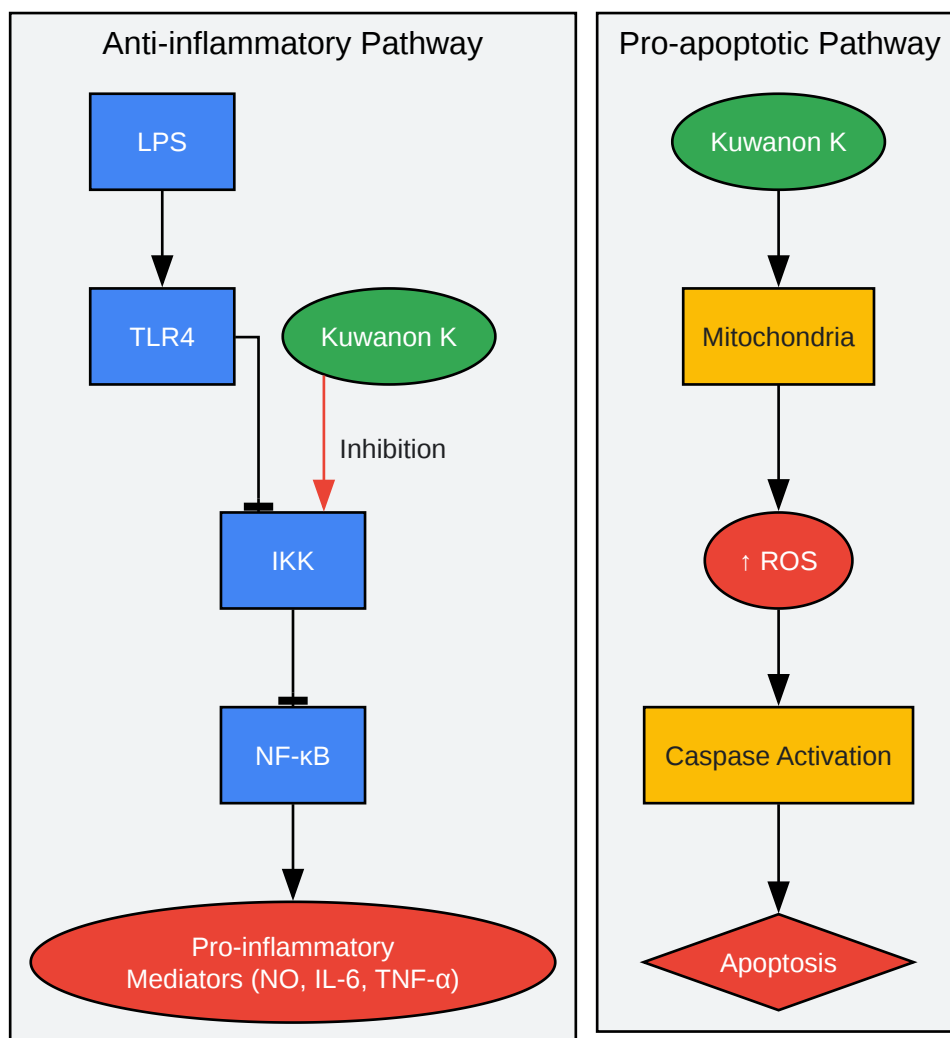 Anti-inflammatory Pathway
LPS
TLR4
Kuwanon K
Inhibition
IKK
NF-κB
Pro-inflammatory
Mediators (NO, IL-6, TNF-α)
Pro-apoptotic Pathway
Kuwanon K
Mitochondria
↑ ROS
Caspase Activation
Apoptosis